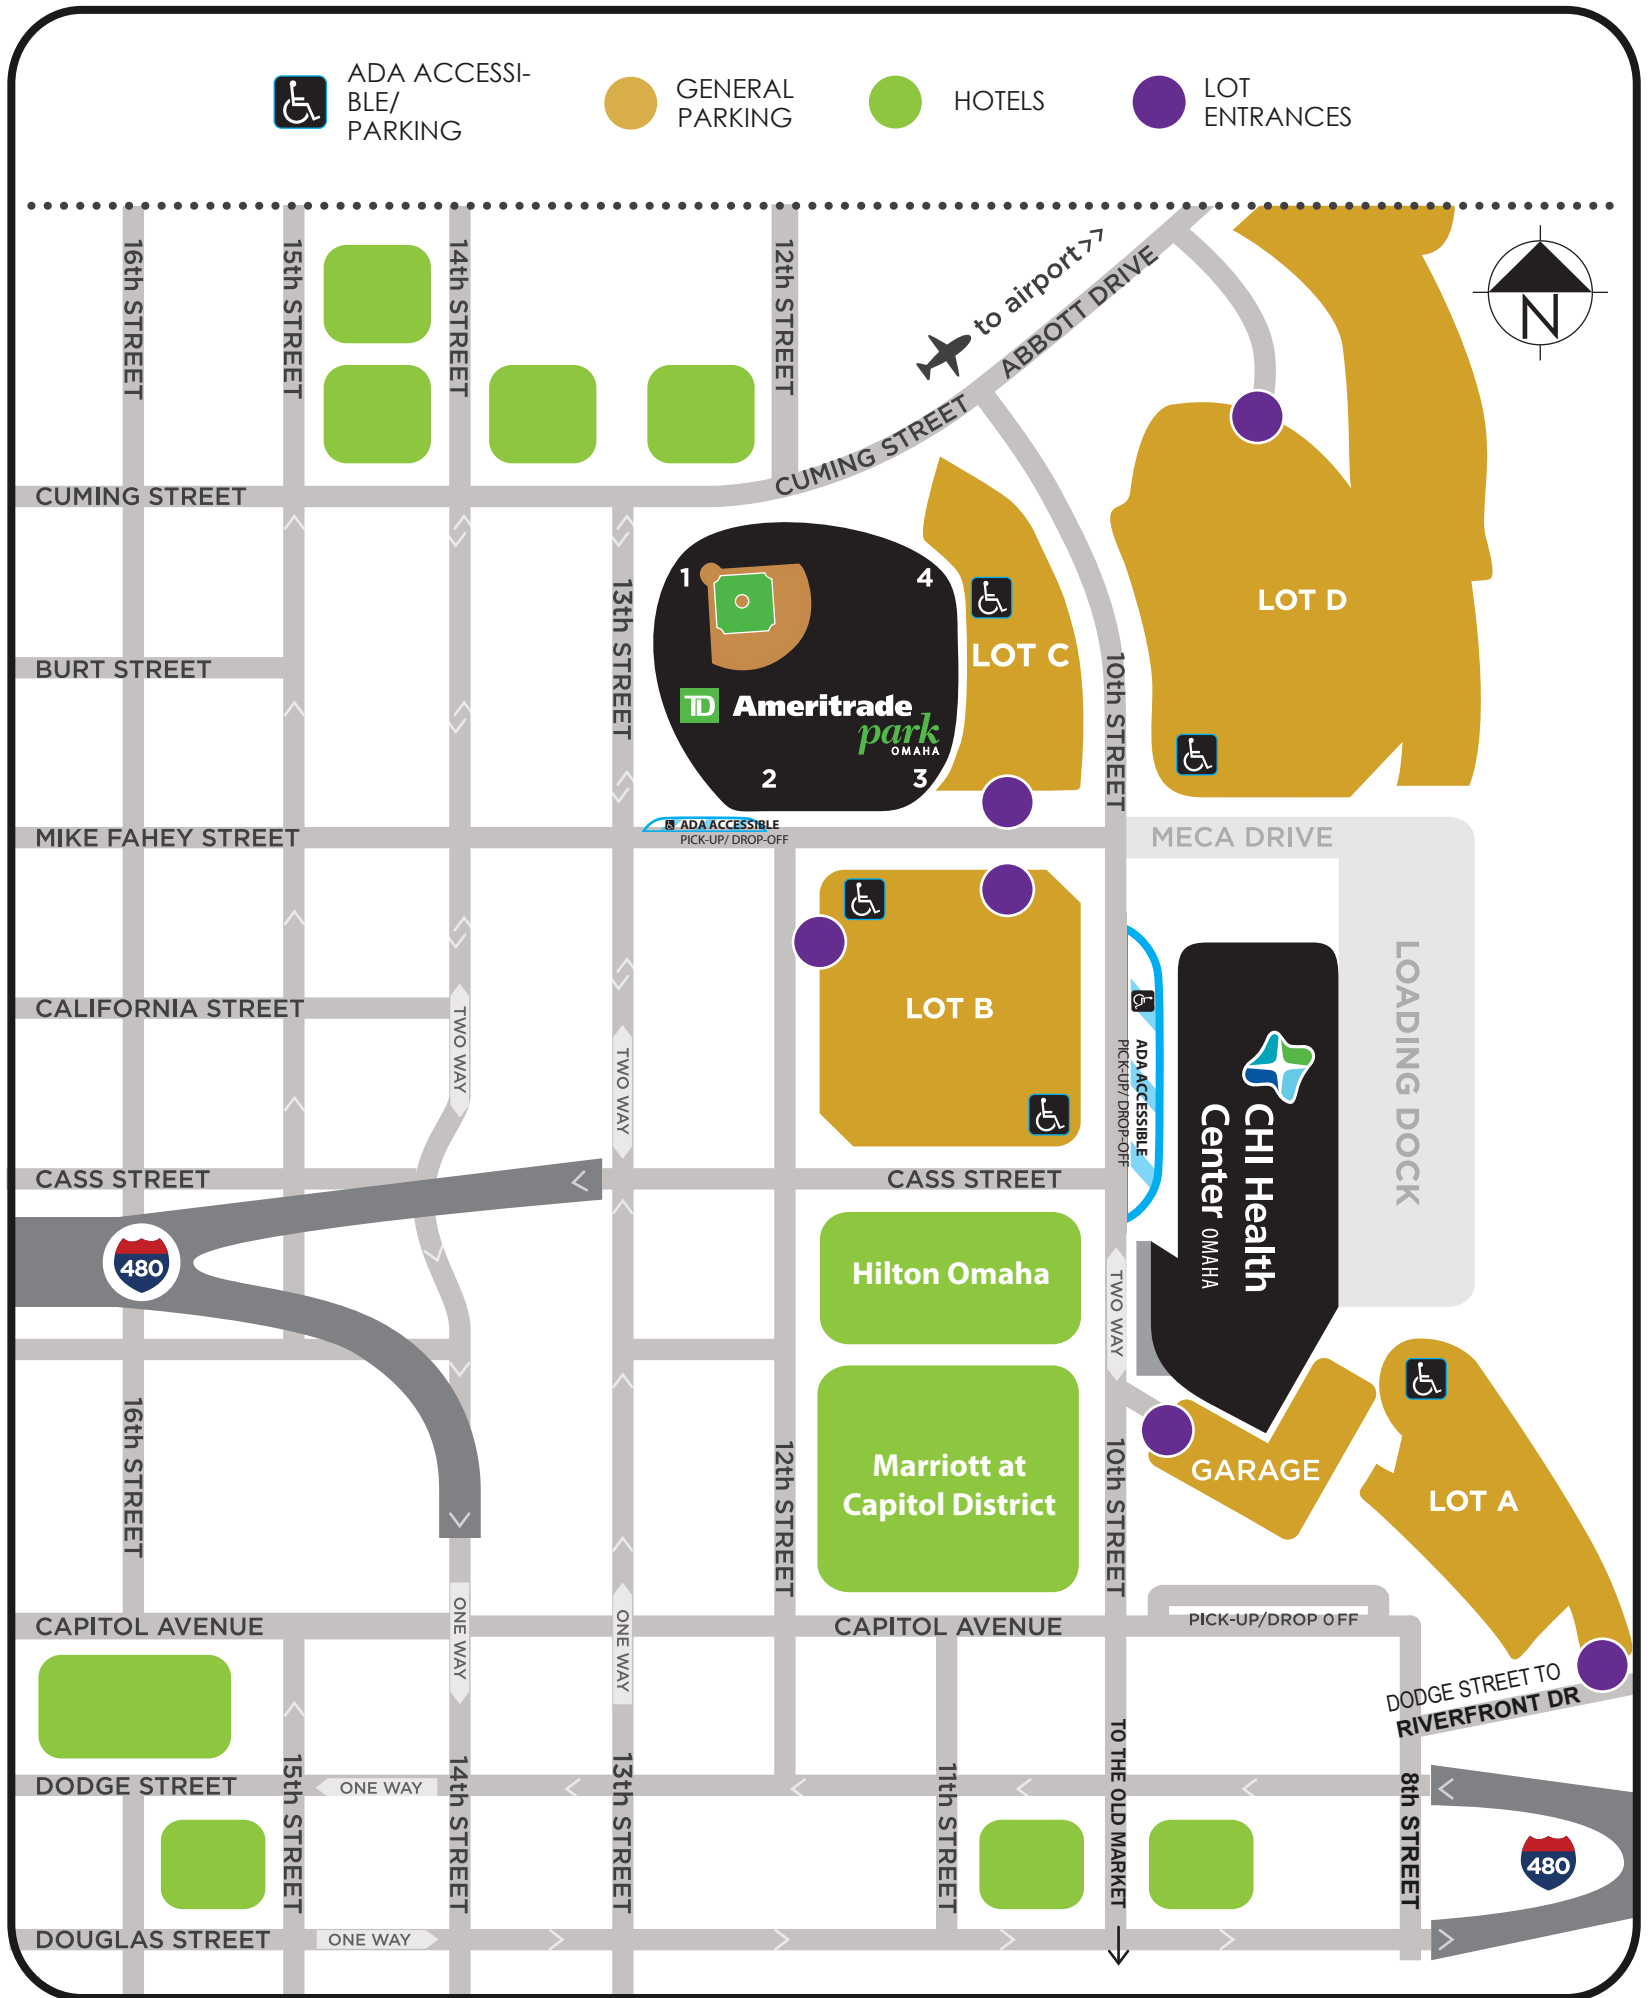 ADA ACCESSI-
BLE/
PARKING
GENERAL
PARKING
HOTELS
LOT
ENTRANCES
16th STREET
15th STREET
14th STREET
12th STREET
to airport>>
ABBOTT DRIVE
N
CUMING STREET
CUMING STREET
1
4
LOT C
LOT D
13th STREET
BURT STREET
10th STREET
TD Ameritrade
park
OMAHA
2
3
ADA ACCESSIBLE
PICK-UP/ DROP-OFF
MIKE FAHEY STREET
MECA DRIVE
LOT B
CALIFORNIA STREET
TWO WAY
TWO WAY
ADA ACCESSIBLE
PICK-UP/ DROP-OFF
CHI Health
Center OMAHA
LOADING DOCK
CASS STREET
CASS STREET
480
Hilton Omaha
TWO WAY
16th STREET
12th STREET
Marriott at
Capitol District
10th STREET
GARAGE
LOT A
CAPITOL AVENUE
ONE WAY
ONE WAY
CAPITOL AVENUE
PICK-UP/DROP OFF
DODGE STREET TO
RIVERFRONT DR
TO THE OLD MARKET
DODGE STREET
ONE WAY
15th STREET
14th STREET
13th STREET
11th STREET
8th STREET
480
DOUGLAS STREET
ONE WAY